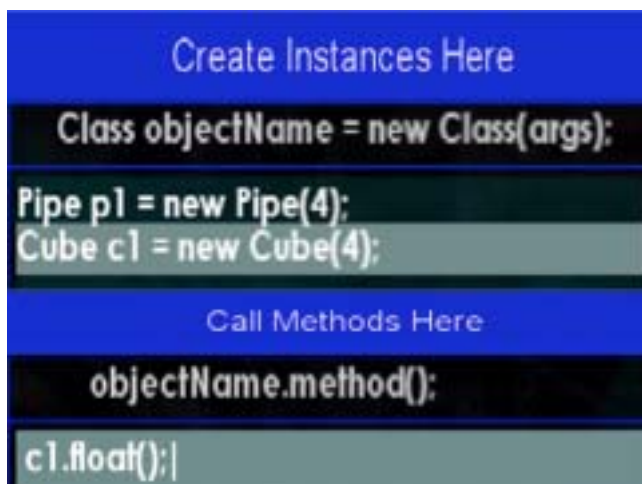 Create Instances Here
Class objectName = new Class(args);
Pipe p1 = new Pipe(4);
Cube c1 = new Cube(4);
Call Methods Here
objectName.method();
c1.float();